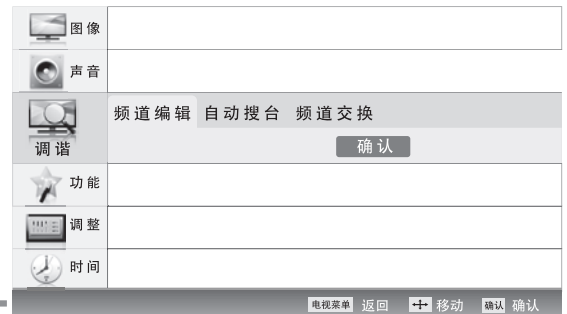 图像
声音
频道编辑 自动搜台 频道交换
调谐 确认
功能
调整
时间
电视菜单 返回 移动 确认 确认